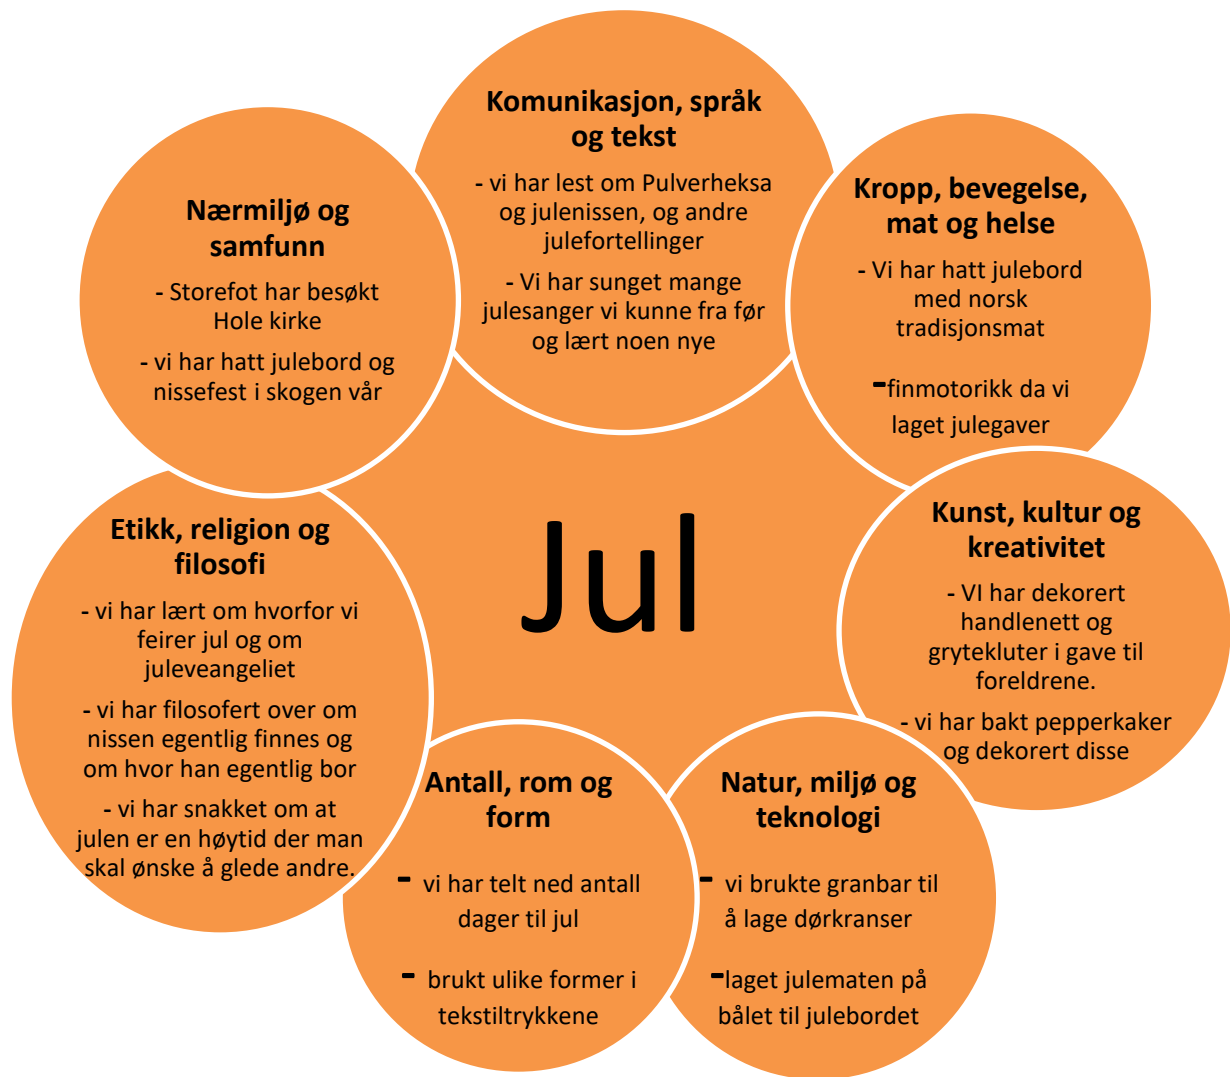 Komunikasjon, språk
og tekst
- vi har lest om Pulverheksa
og julenissen, og andre
julefortellinger
- Vi har sunget mange
julesanger vi kunne fra før
og lært noen nye
Kropp, bevegelse,
mat og helse
- Vi har hatt julebord
med norsk
tradisjonsmat
-finmotorikk da vi
laget julegaver
Kunst, kultur og
kreativitet
- VI har dekorert
handlenett og
grytekluter i gave til
foreldrene.
- vi har bakt pepperkaker
og dekorert disse
Natur, miljø og
teknologi
- vi brukte granbar til
å lage dørkranser
-laget julematen på
bålet til julebordet
Antall, rom og
form
- vi har telt ned antall
dager til jul
- brukt ulike former i
tekstiltrykkene
Etikk, religion og
filosofi
- vi har lært om hvorfor vi
feirer jul og om
juleveangeliet
- vi har filosofert over om
nissen egentlig finnes og
om hvor han egentlig bor
- vi har snakket om at
julen er en høytid der man
skal ønske å glede andre.
Nærmiljø og
samfunn
- Storefot har besøkt
Hole kirke
- vi har hatt julebord og
nissefest i skogen vår
Jul